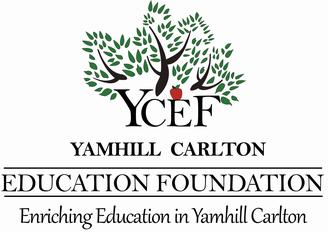 YCEF
YAMHILL CARLTON
EDUCATION FOUNDATION
Enriching Education in Yamhill Carlton